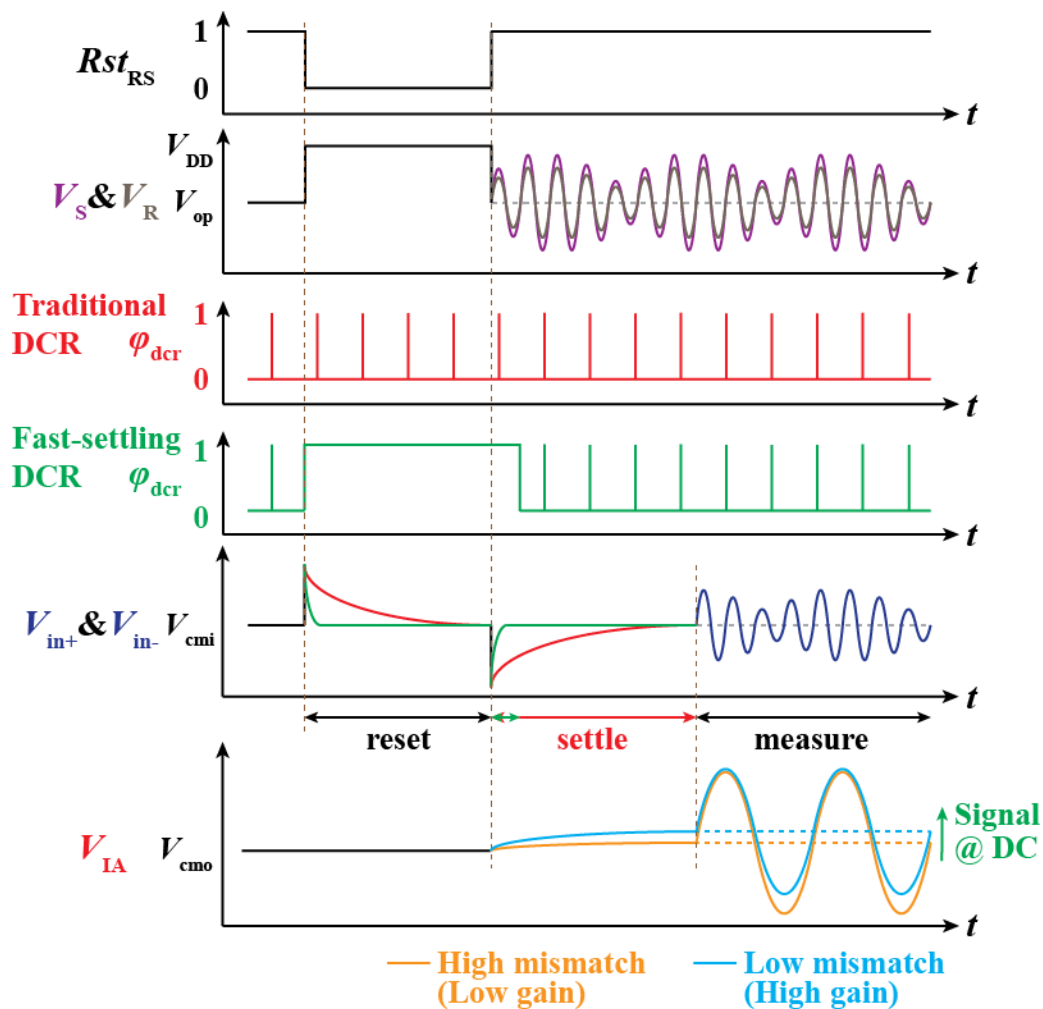 1
Rst_RS
0
t
V_DD
V_S&V_R V_op
t
Traditional 1
DCR φ_dcr
0
t
Fast-settling 1
DCR φ_dcr
0
t
V_in+&V_in- V_cmi
t
reset settle measure
Signal
V_IA V_cmo @ DC
t
High mismatch
(Low gain)
Low mismatch
(High gain)